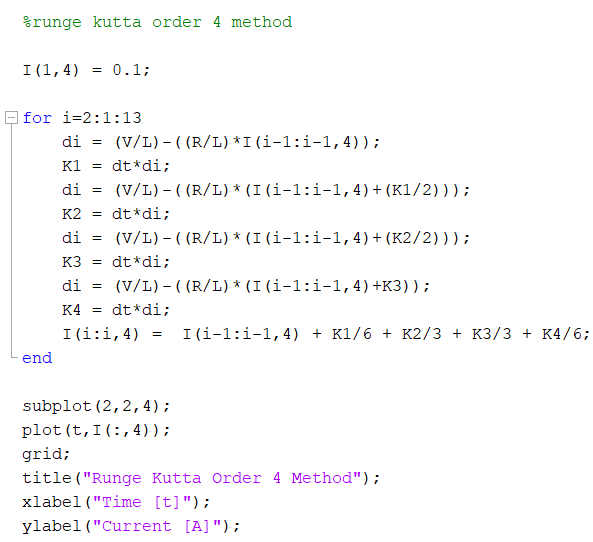 %runge kutta order 4 method
I(1,4) = 0.1;
for i=2:1:13
di = (V/L)-((R/L)*I(i-1:i-1,4));
K1 = dt*di;
di = (V/L)-((R/L)*(I(i-1:i-1,4)+(K1/2)));
K2 = dt*di;
di = (V/L)-((R/L)*(I(i-1:i-1,4)+(K2/2)));
K3 = dt*di;
di = (V/L)-((R/L)*(I(i-1:i-1,4)+K3));
K4 = dt*di;
I(i:i,4) =  I(i-1:i-1,4) + K1/6 + K2/3 + K3/3 + K4/6;
end
subplot(2,2,4);
plot(t,I(:,4));
grid;
title("Runge Kutta Order 4 Method");
xlabel("Time [t]");
ylabel("Current [A]");